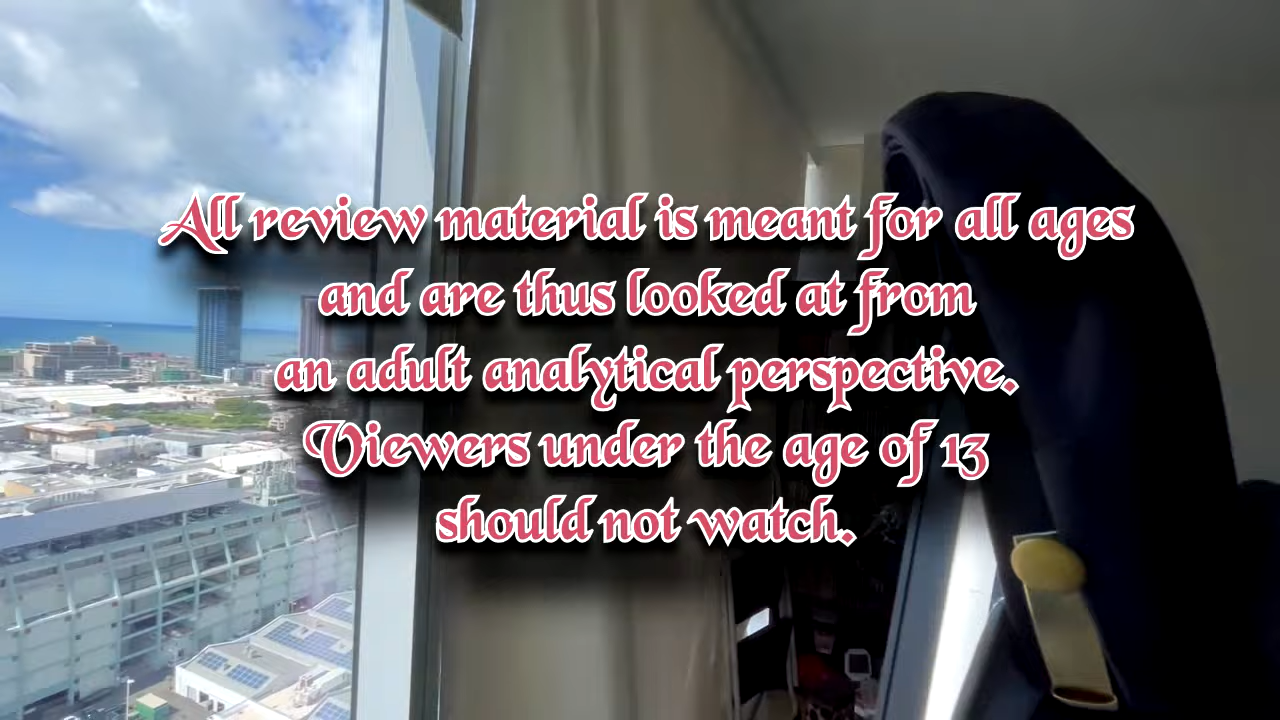 All review material is meant for all ages
and are thus looked at from
an adult analytical perspective.
Viewers under the age of 13
should not watch.